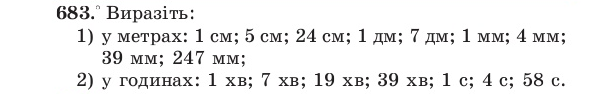 683.° Виразіть:
1) у метрах: 1 см; 5 см; 24 см; 1 дм; 7 дм; 1 мм; 4 мм;
39 мм; 247 мм;
2) у годинах: 1 хв; 7 хв; 19 хв; 39 хв; 1 с; 4 с; 58 с.